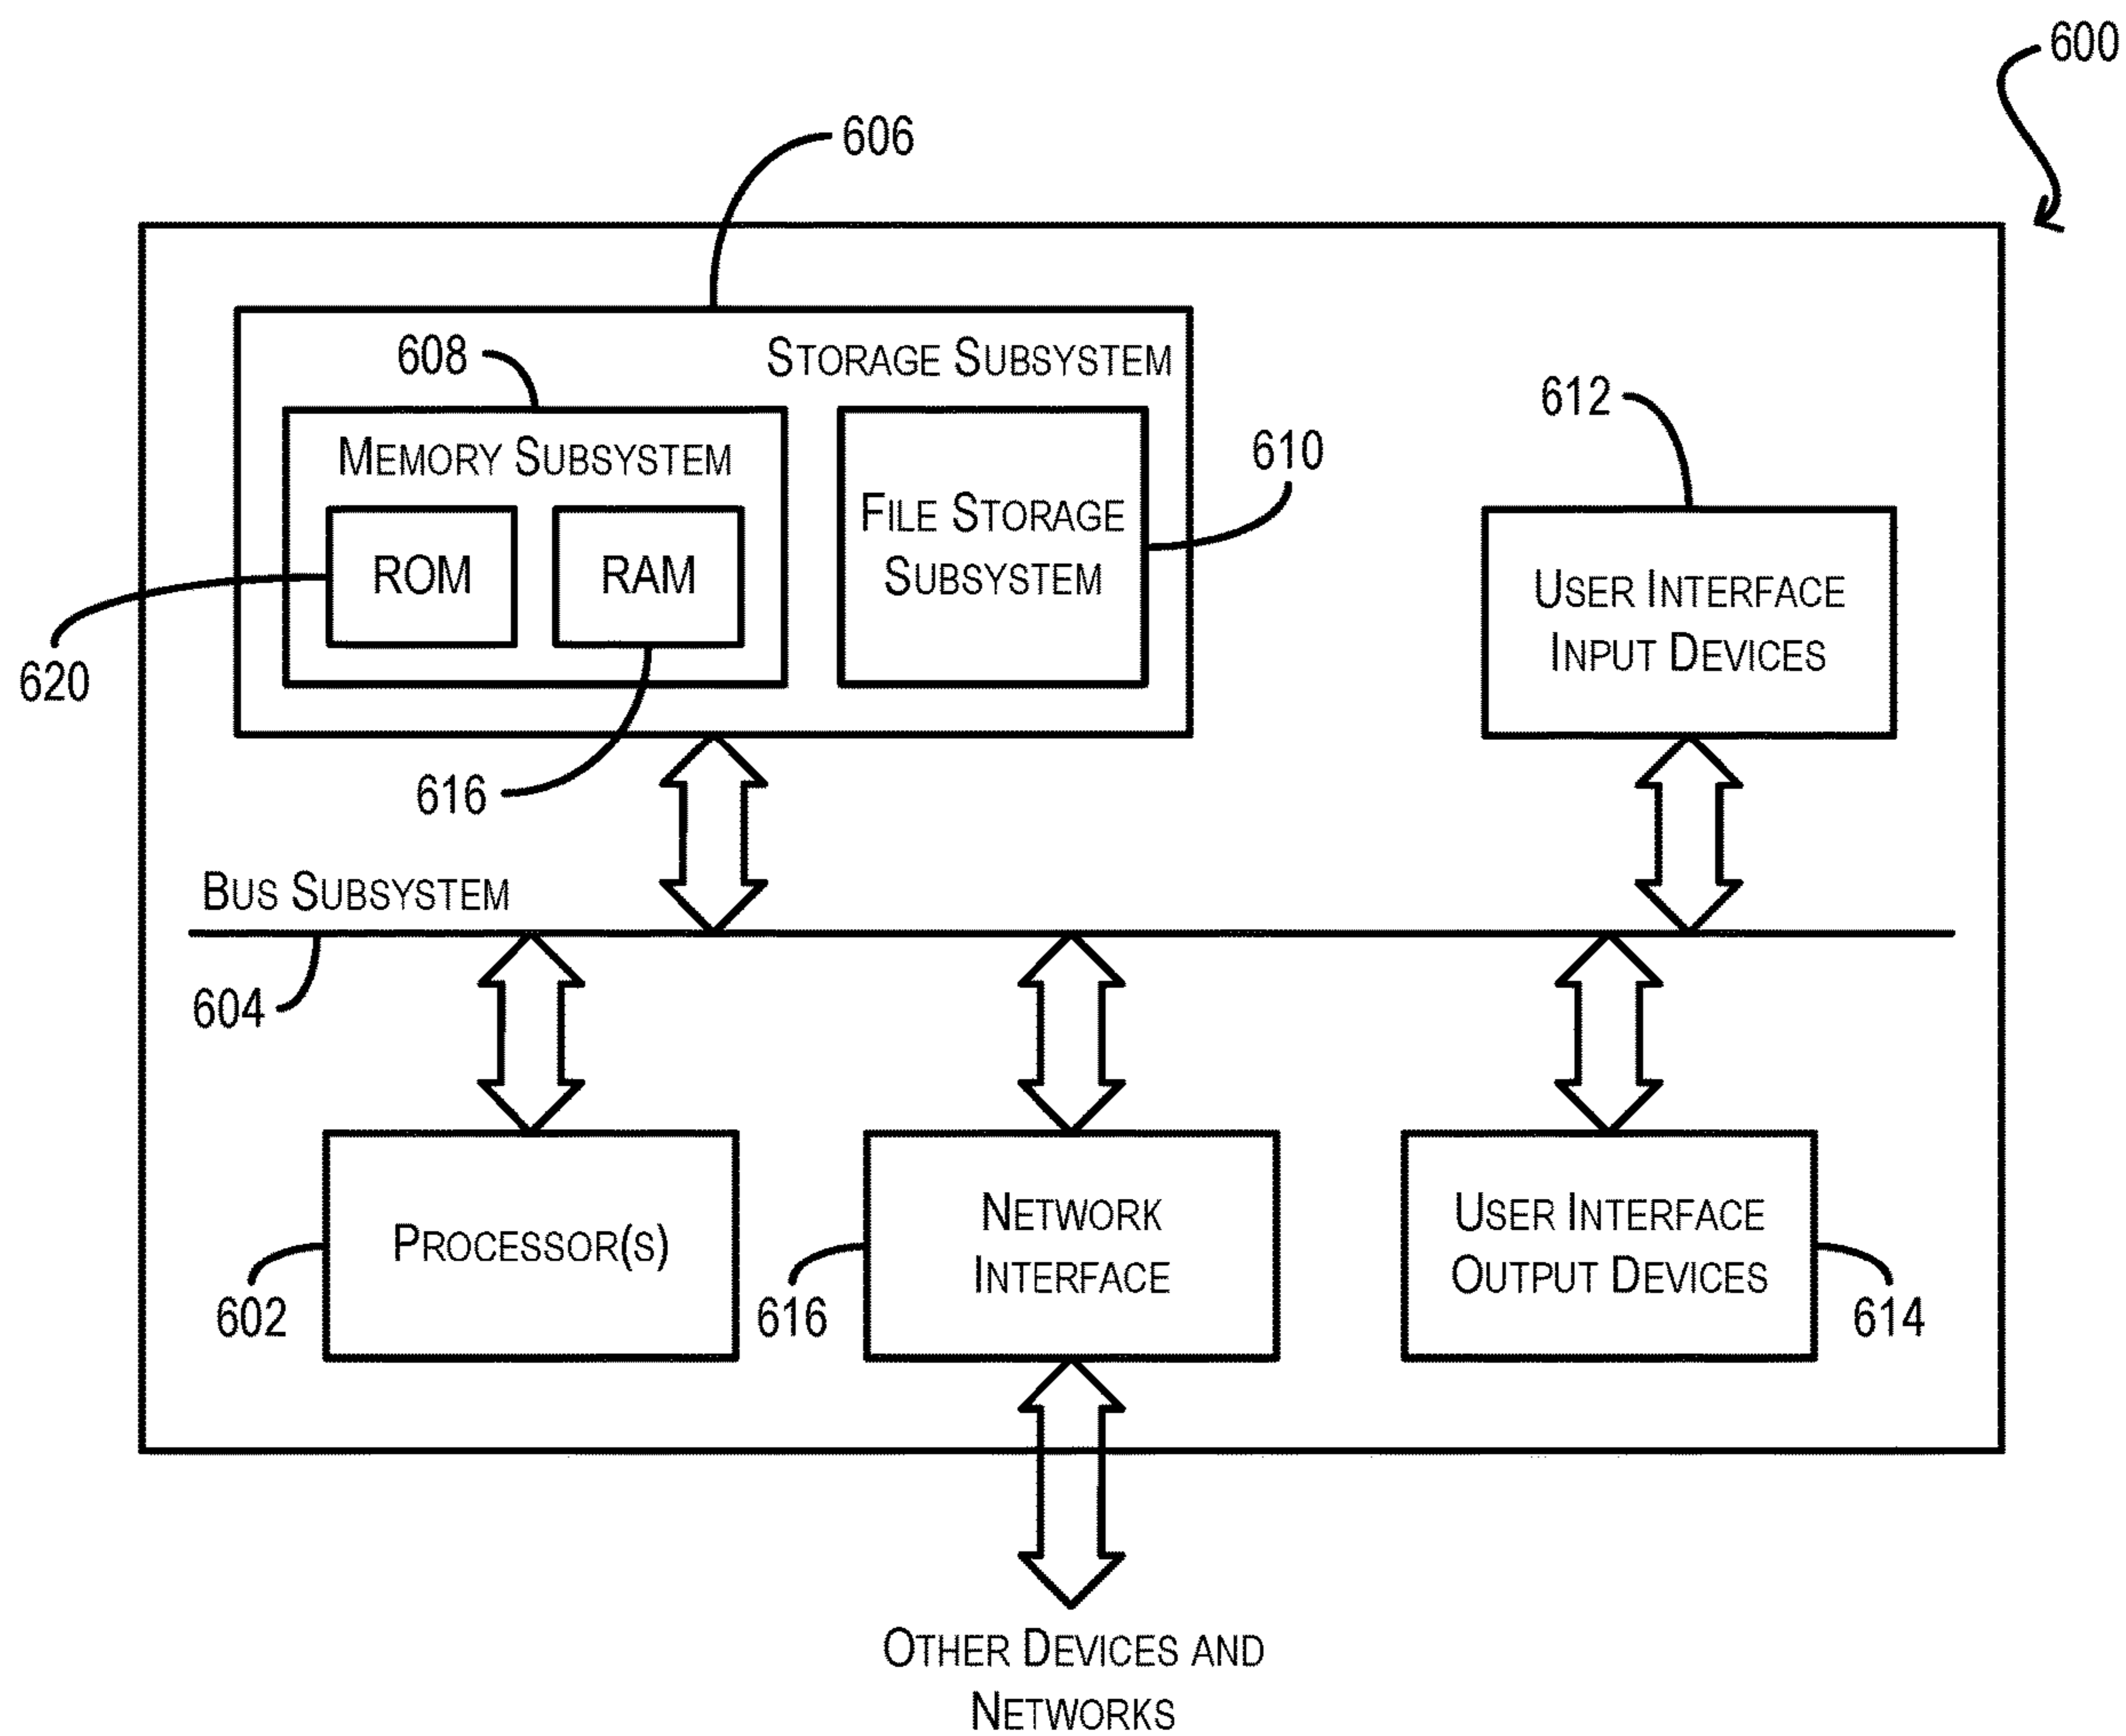 600
606
STORAGE SUBSYSTEM
608
MEMORY SUBSYSTEM
ROM
RAM
620
616
FILE STORAGE
SUBSYSTEM
610
612
USER INTERFACE
INPUT DEVICES
BUS SUBSYSTEM
604
PROCESSOR(S)
602
NETWORK
INTERFACE
616
USER INTERFACE
OUTPUT DEVICES
614
OTHER DEVICES AND
NETWORKS